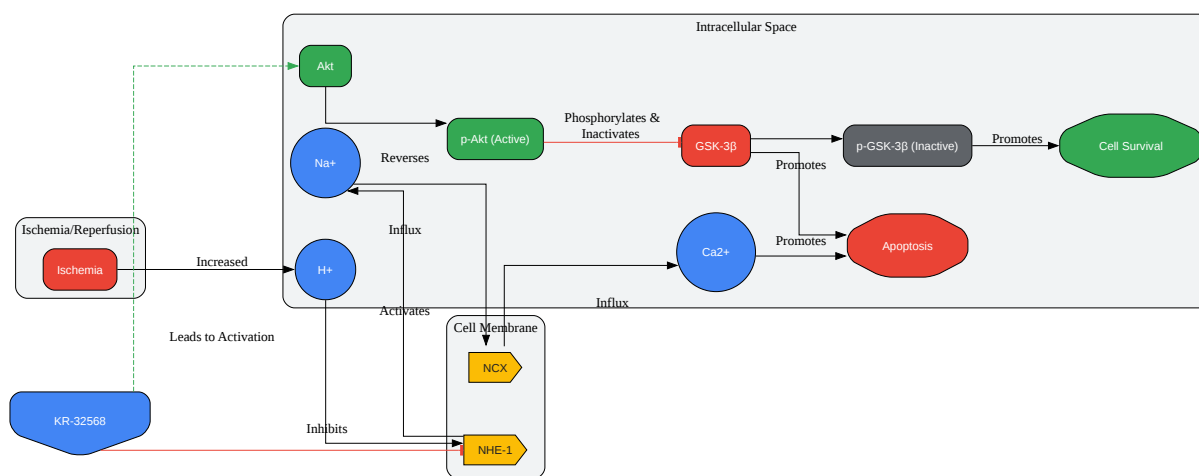 Intracellular Space
Akt
Phosphorylates &
Inactivates
p-Akt (Active)
GSK-3β
p-GSK-3β (Inactive)
Promotes
Cell Survival
Na+
Reverses
Promotes
Ischemia/Reperfusion
Influx
Ca2+
Promotes
Apoptosis
Ischemia
Increased
H+
Influx
Activates
Leads to Activation
Cell Membrane
NCX
KR-32568
Inhibits
NHE-1